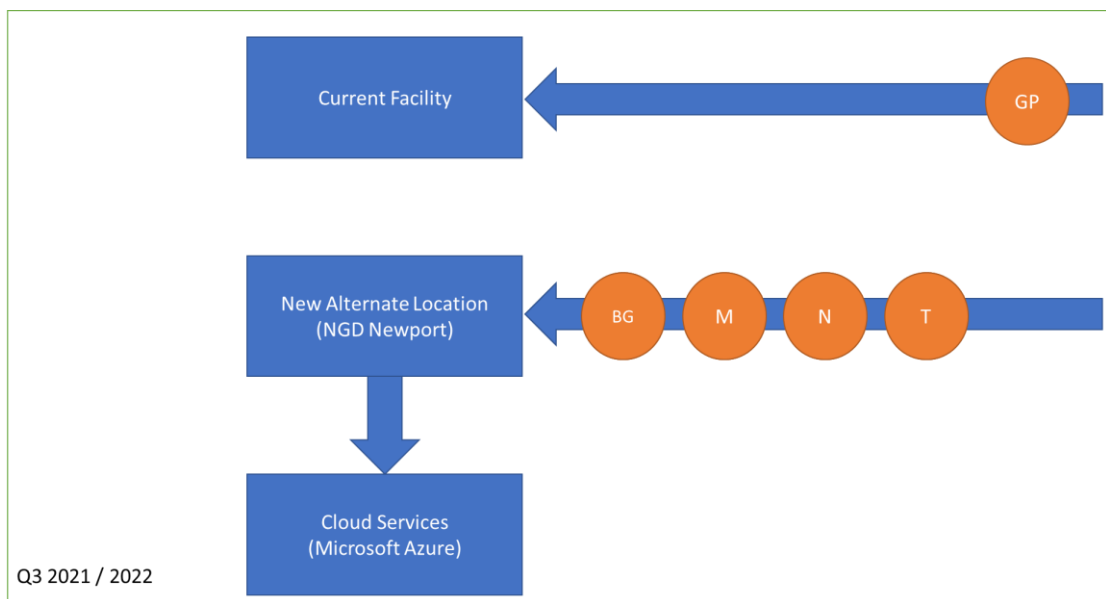 Current Facility
GP
New Alternate Location
(NGD Newport)
BG
M
N
T
Cloud Services
(Microsoft Azure)
Q3 2021 / 2022